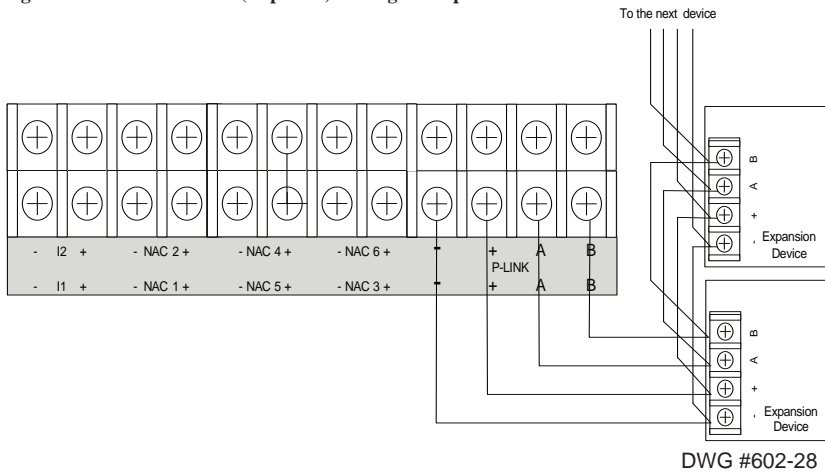 To the next device
B
A
+
-
Expansion
Device
- I2 + - NAC 2 + - NAC 4 + - NAC 6 + - + A B
P-LINK
- I1 + - NAC 1 + - NAC 5 + - NAC 3 + - + A B
B
A
+
-
Expansion
Device
DWG #602-28